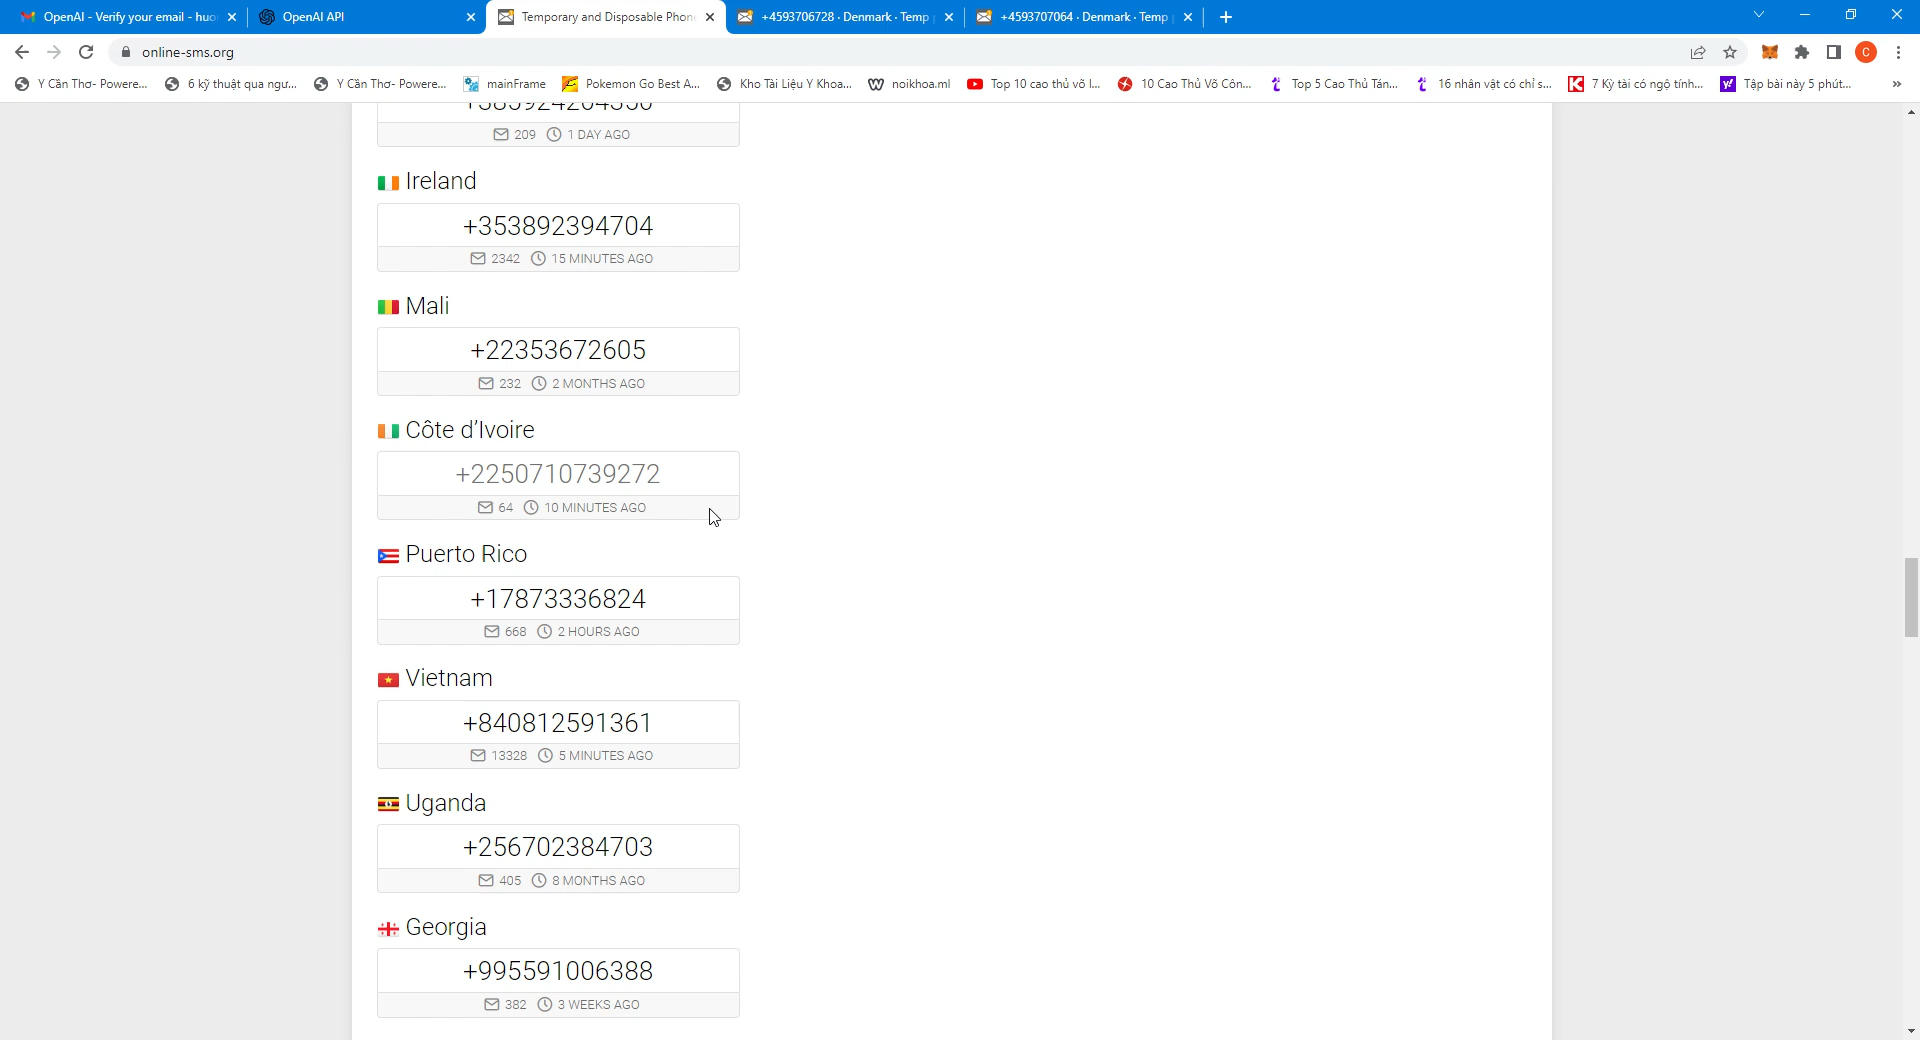 OpenAI - Verify your email - huo
OpenAI API
Temporary and Disposable Phon
+4593706728 · Denmark · Temp
+4593707064 · Denmark · Temp
online-sms.org
C
Y Cần Thơ- Powere...
6 kỹ thuật qua ngư...
Y Cần Thơ- Powere...
mainFrame
Pokemon Go Best A...
Kho Tài Liệu Y Khoa...
noikhoa.ml
Top 10 cao thủ võ l...
10 Cao Thủ Võ Côn...
Top 5 Cao Thủ Tán...
16 nhân vật có chỉ s...
7 Kỳ tài có ngộ tính...
Tập bài này 5 phút...
»
209 1 DAY AGO
Ireland
+353892394704
2342 15 MINUTES AGO
Mali
+22353672605
232 2 MONTHS AGO
Côte d’Ivoire
+2250710739272
64 10 MINUTES AGO
Puerto Rico
+17873336824
668 2 HOURS AGO
Vietnam
+840812591361
13328 5 MINUTES AGO
Uganda
+256702384703
405 8 MONTHS AGO
Georgia
+995591006388
382 3 WEEKS AGO